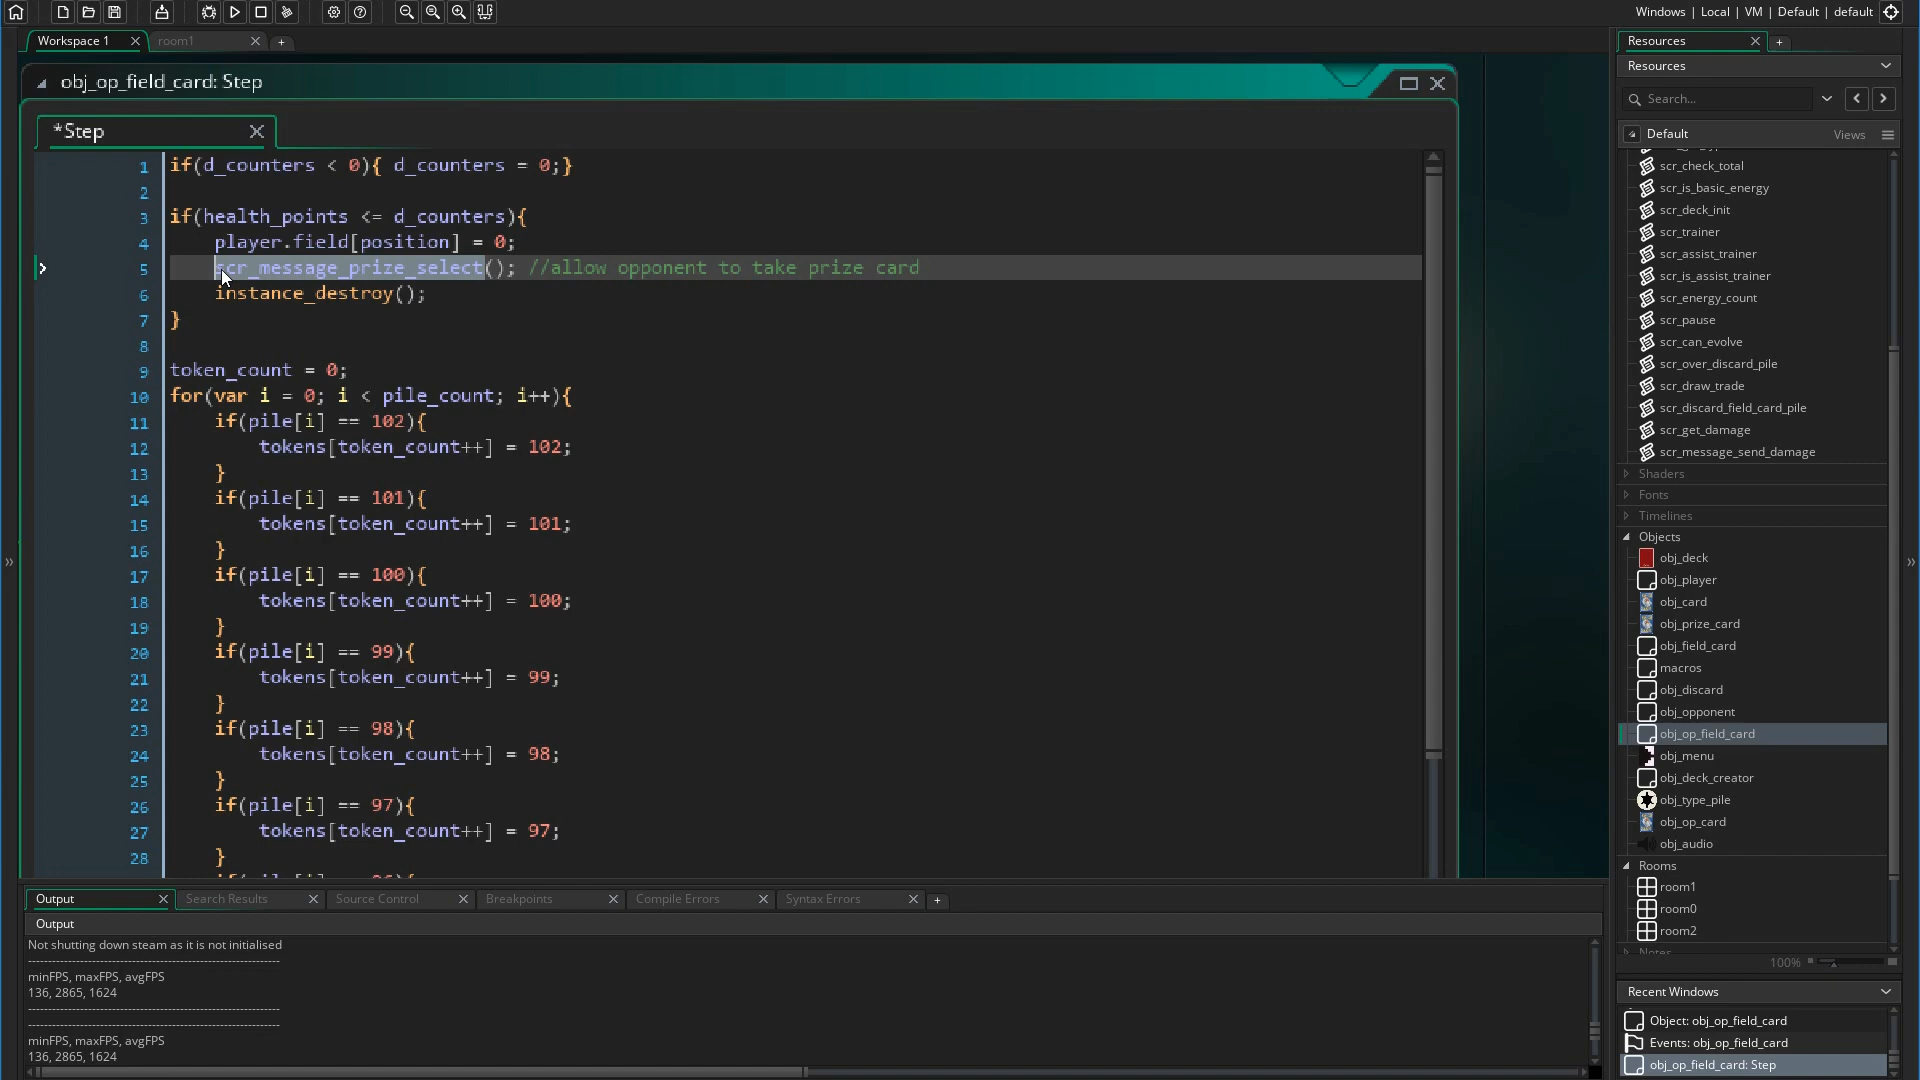 Windows | Local | VM | Default | default
Workspace 1
room1
obj_op_field_card: Step
*Step
1 if(d_counters < 0){ d_counters = 0;}
2
3 if(health_points <= d_counters){
4 player.field[position] = 0;
5 scr_message_prize_select(); //allow opponent to take prize card
6 instance_destroy();
7 }
8
9 token_count = 0;
10 for(var i = 0; i < pile_count; i++){
11 if(pile[i] == 102){
12 tokens[token_count++] = 102;
13 }
14 if(pile[i] == 101){
15 tokens[token_count++] = 101;
16 }
17 if(pile[i] == 100){
18 tokens[token_count++] = 100;
19 }
20 if(pile[i] == 99){
21 tokens[token_count++] = 99;
22 }
23 if(pile[i] == 98){
24 tokens[token_count++] = 98;
25 }
26 if(pile[i] == 97){
27 tokens[token_count++] = 97;
28 }
Output
Search Results
Source Control
Breakpoints
Compile Errors
Syntax Errors
Output
Not shutting down steam as it is not initialised
minFPS, maxFPS, avgFPS
136, 2865, 1624
minFPS, maxFPS, avgFPS
136, 2865, 1624
Resources
Resources
Search...
Default
Views
scr_check_total
scr_is_basic_energy
scr_deck_init
scr_trainer
scr_assist_trainer
scr_is_assist_trainer
scr_energy_count
scr_pause
scr_can_evolve
scr_over_discard_pile
scr_draw_trade
scr_discard_field_card_pile
scr_get_damage
scr_message_send_damage
Shaders
Fonts
Timelines
Objects
obj_deck
obj_player
obj_card
obj_prize_card
obj_field_card
macros
obj_discard
obj_opponent
obj_op_field_card
obj_menu
obj_deck_creator
obj_type_pile
obj_op_card
obj_audio
Rooms
room1
room0
room2
100%
Recent Windows
Object: obj_op_field_card
Events: obj_op_field_card
obj_op_field_card: Step